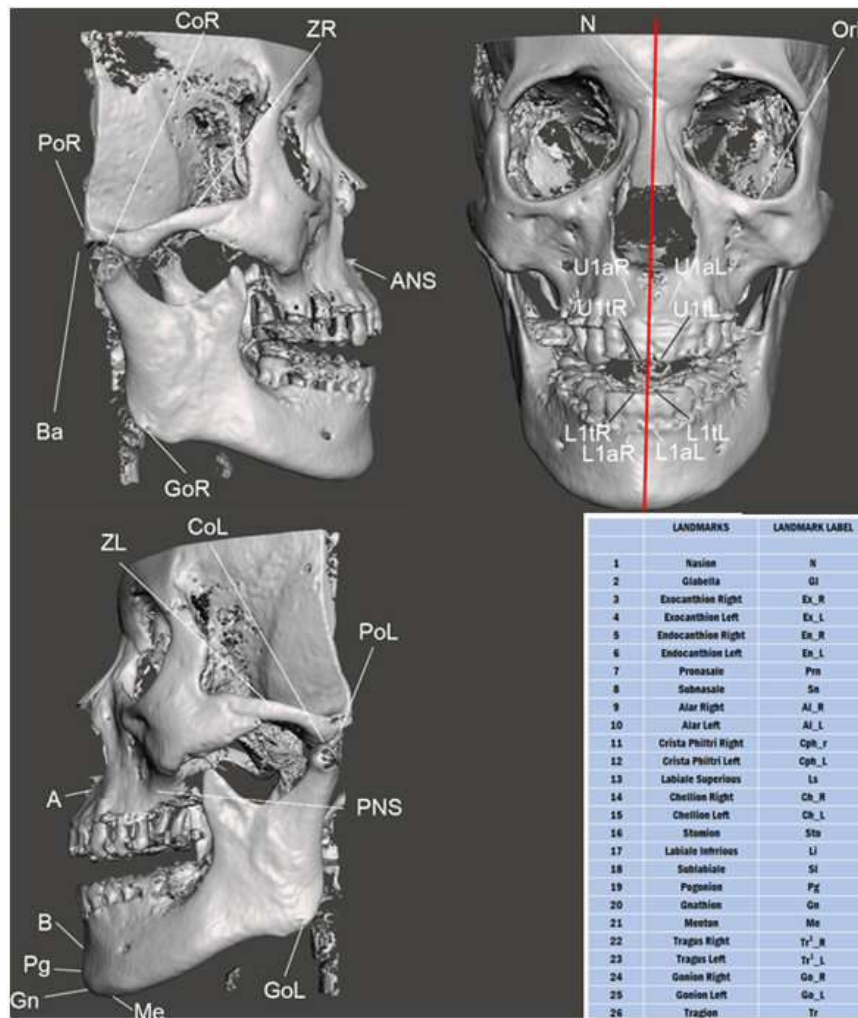 CoR ZR
N Orl
PoR
ANS
U1aR U1aL
U1tR U1tL
Ba
L1tR L1tL
L1aR L1aL
GoR
CoL
ZL
PoL
A
PNS
B
Pg
Gn
Me
GoL
LANDMARKS LANDMARK LABEL
1 Nasion N
2 Glabella Gl
3 Exocanthion Right Ex_R
4 Exocanthion Left Ex_L
5 Endocanthion Right En_R
6 Endocanthion Left En_L
7 Pronasale Prn
8 Subnasale Sn
9 Alar Right Al_R
10 Alar Left Al_L
11 Crista Philtri Right Cph_r
12 Crista Philtri Left Cph_L
13 Labiale Superious Ls
14 Chellion Right Ch_R
15 Chellion Left Ch_L
16 Stomion Sto
17 Labiale Infrious Li
18 Sublabiale Sl
19 Pogonion Pg
20 Gnathion Gn
21 Menton Me
22 Tragus Right Tr¹_R
23 Tragus Left Tr¹_L
24 Gonion Right Go_R
25 Gonion Left Go_L
26 Tragion Tr